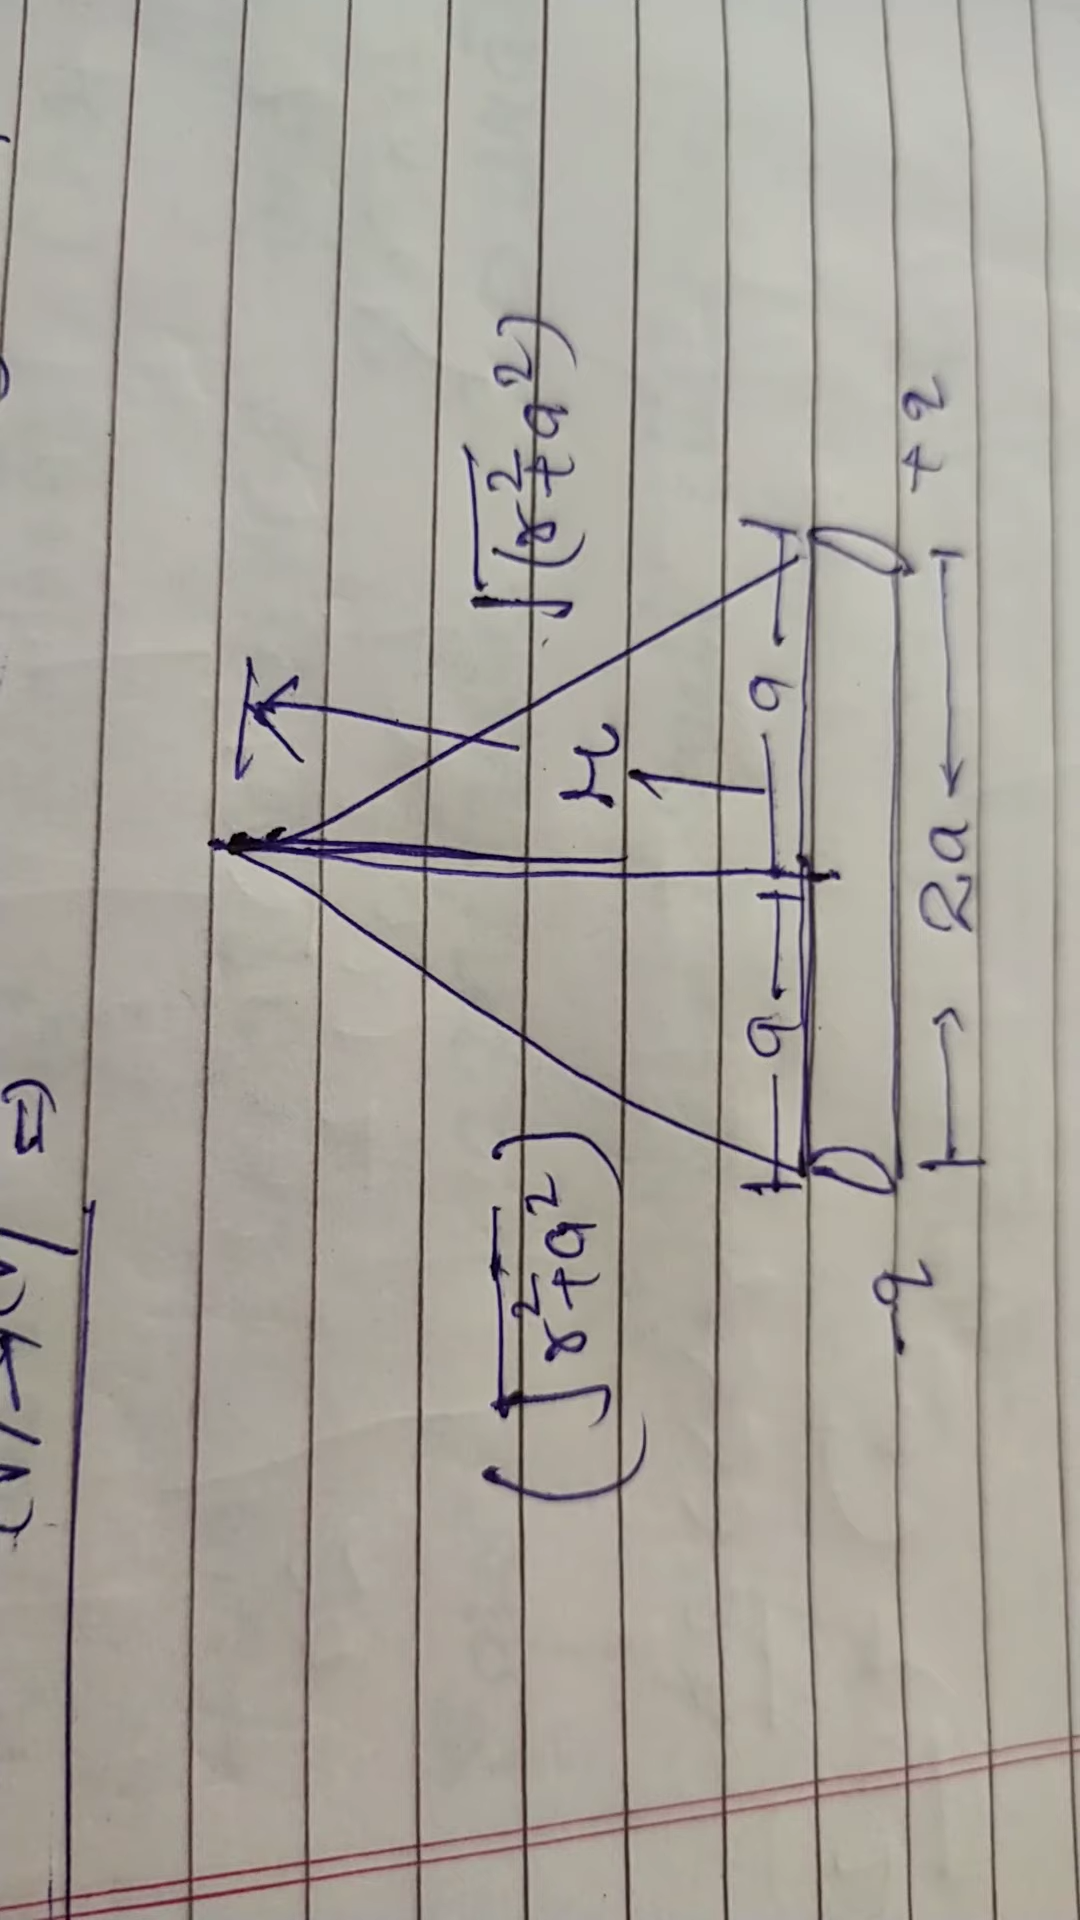 √(r²+a²)
(√r²+a²)
r
a
a
-q
+q
2a